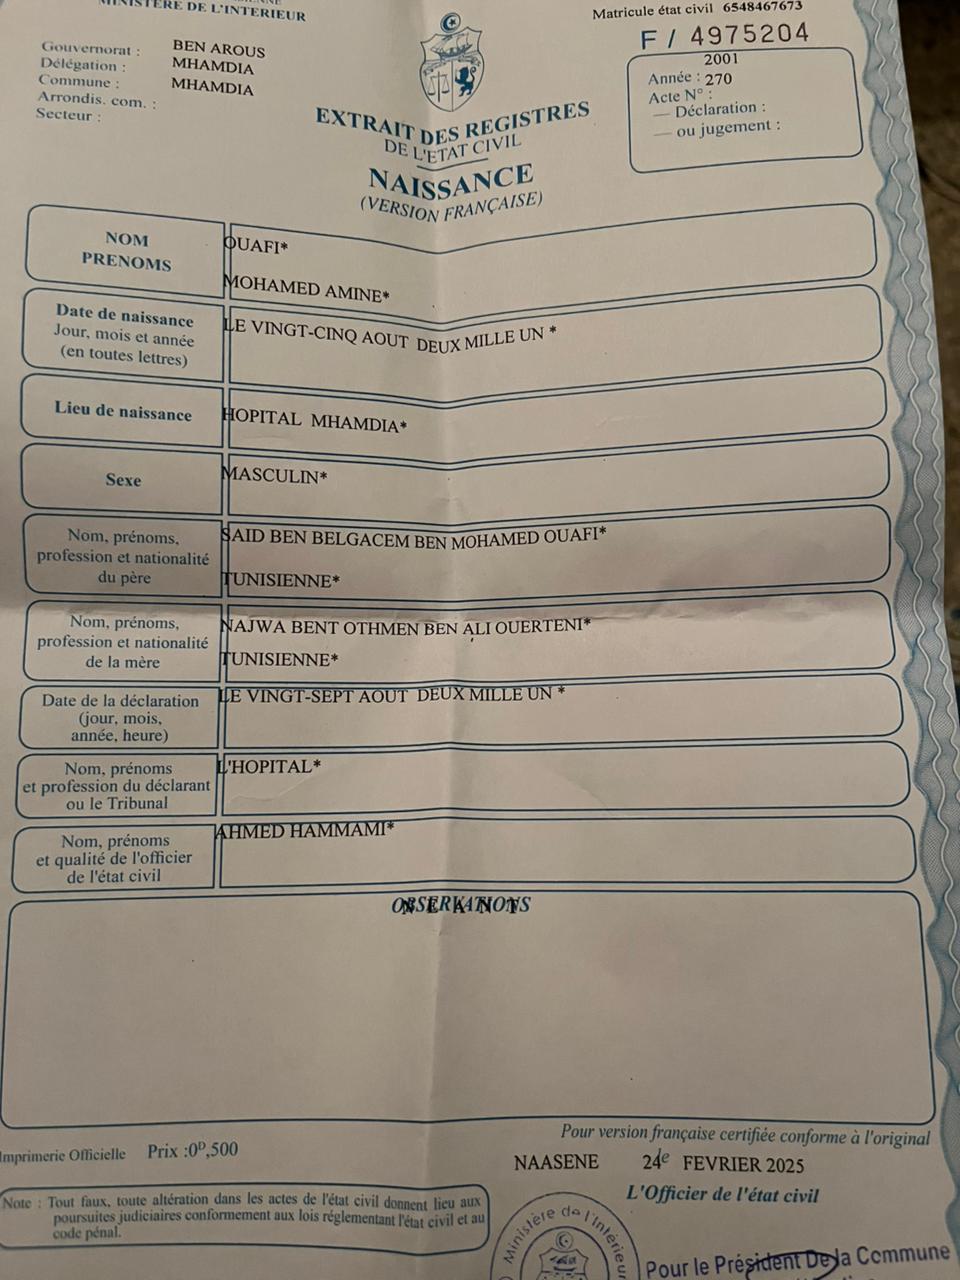 MINISTÈRE DE L'INTERIEUR
Matricule état civil 6548467673
F / 4975204
Gouvernorat : BEN AROUS
Délégation : MHAMDIA
Commune : MHAMDIA
Arrondis. com. :
Secteur :
2001
Année : 270
Acte N° :
— Déclaration :
— ou jugement :
EXTRAIT DES REGISTRES
DE L'ETAT CIVIL
NAISSANCE
(VERSION FRANÇAISE)
NOM
PRENOMS
OUAFI*
MOHAMED AMINE*
Date de naissance
Jour, mois et année
(en toutes lettres)
LE VINGT-CINQ AOUT DEUX MILLE UN *
Lieu de naissance
HOPITAL MHAMDIA*
Sexe
MASCULIN*
Nom, prénoms,
profession et nationalité
du père
SAID BEN BELGACEM BEN MOHAMED OUAFI*
TUNISIENNE*
Nom, prénoms,
profession et nationalité
de la mère
NAJWA BENT OTHMEN BEN ALI OUERTENI*
TUNISIENNE*
Date de la déclaration
(jour, mois,
année, heure)
LE VINGT-SEPT AOUT DEUX MILLE UN *
Nom, prénoms
et profession du déclarant
ou le Tribunal
L'HOPITAL*
Nom, prénoms
et qualité de l'officier
de l'état civil
AHMED HAMMAMI*
OBSERVATIONS
N E A N T
Pour version française certifiée conforme à l'original
Imprimerie Officielle Prix :0ᴰ,500
NAASENE 24e FEVRIER 2025
L'Officier de l'état civil
Note : Tout faux, toute altération dans les actes de l'état civil donnent lieu aux
poursuites judiciaires conformement aux lois réglementant l'état civil et au
code pénal.
Ministère de l'Intérieur
Pour le Président De la Commune